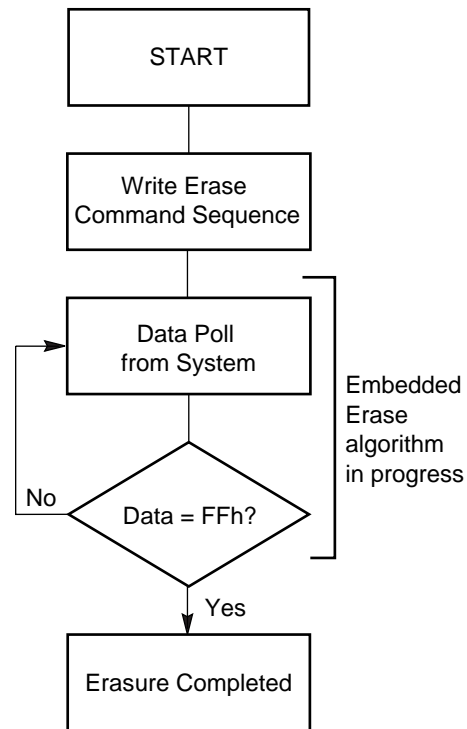 START
Write Erase
Command Sequence
Data Poll
from System
Embedded
Erase
algorithm
in progress
No
Data = FFh?
Yes
Erasure Completed